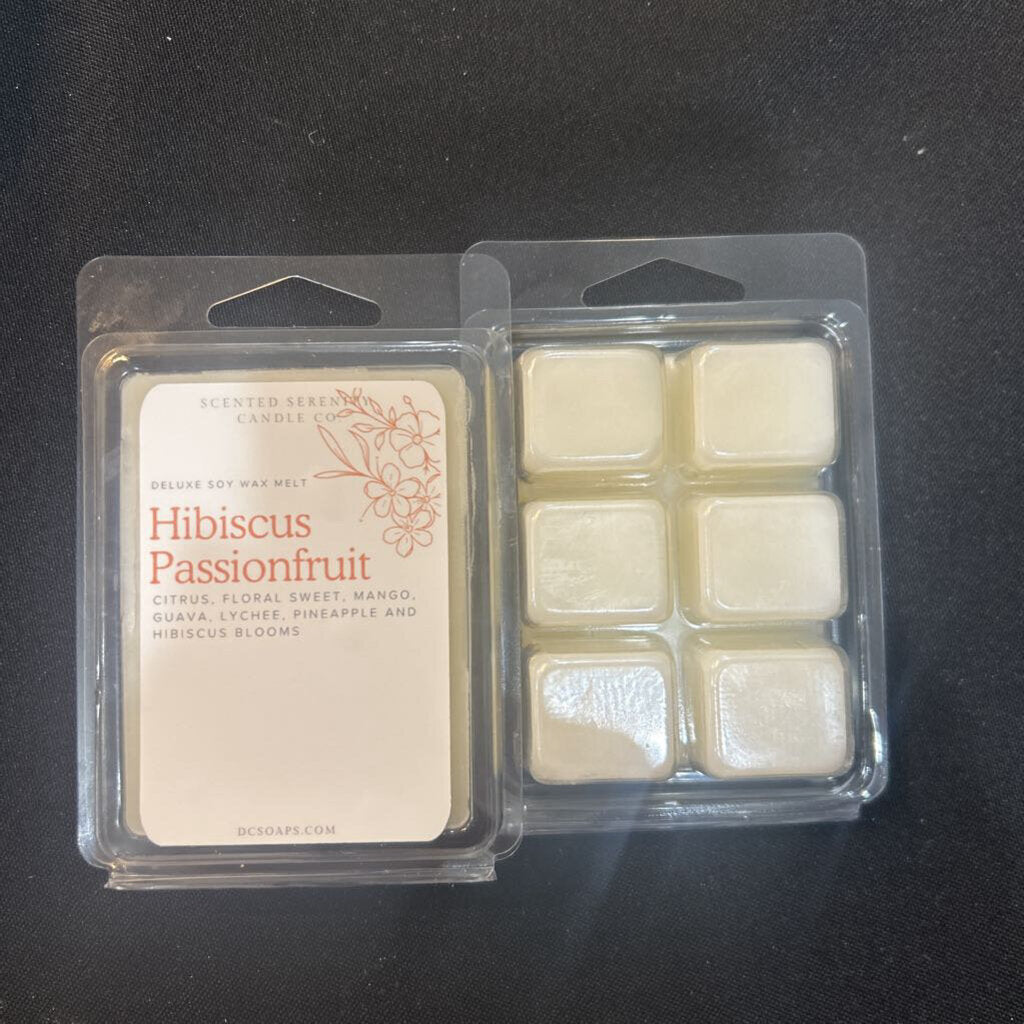 SCENTED SERENITY
CANDLE CO
DELUXE SOY WAX MELT
Hibiscus
Passionfruit
CITRUS, FLORAL SWEET, MANGO,
GUAVA, LYCHEE, PINEAPPLE AND
HIBISCUS BLOOMS
DCSOAPS.COM